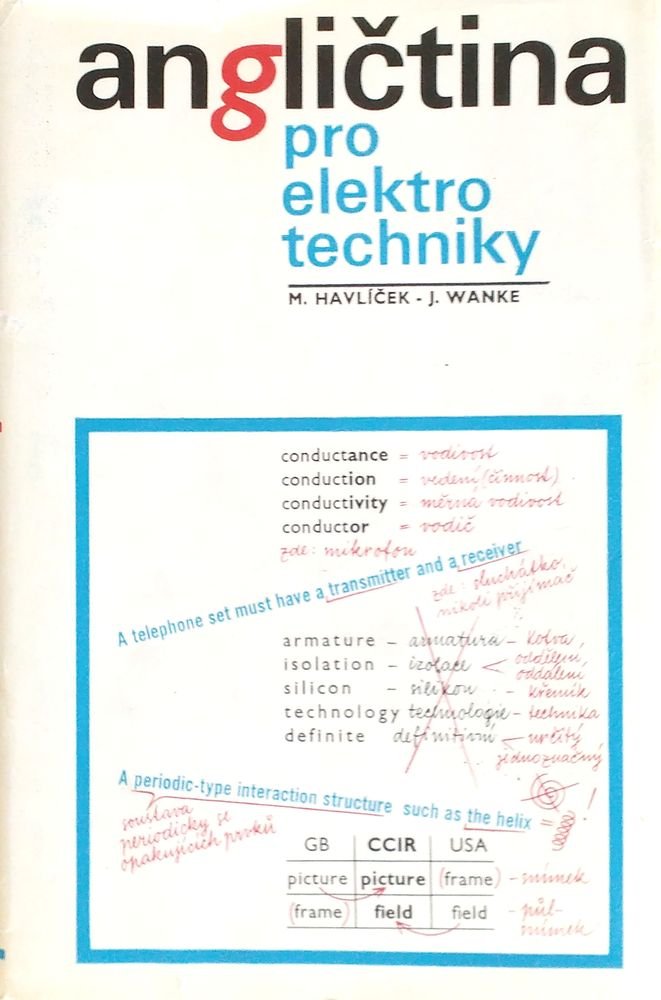 angličtina
pro
elektro
techniky
M. HAVLÍČEK - J. WANKE
conductance = vodivost
conduction = vedení (činnost)
conductivity = měrná vodivost
conductor = vodič
zde: mikrofon
A telephone set must have a transmitter and a receiver
zde: sluchátko,
nikoli přijímač
armature – armatura – kotva,
isolation – izolace < oddělení,
oddálení
silicon – silikon – křemík
technology technologie – technika
definite definitivní < určitý
jednoznačný
A periodic-type interaction structure such as the helix = !
soustava
periodicky se
opakujících prvků
GB CCIR USA
picture picture (frame) – snímek
(frame) field field – půl-
snímek